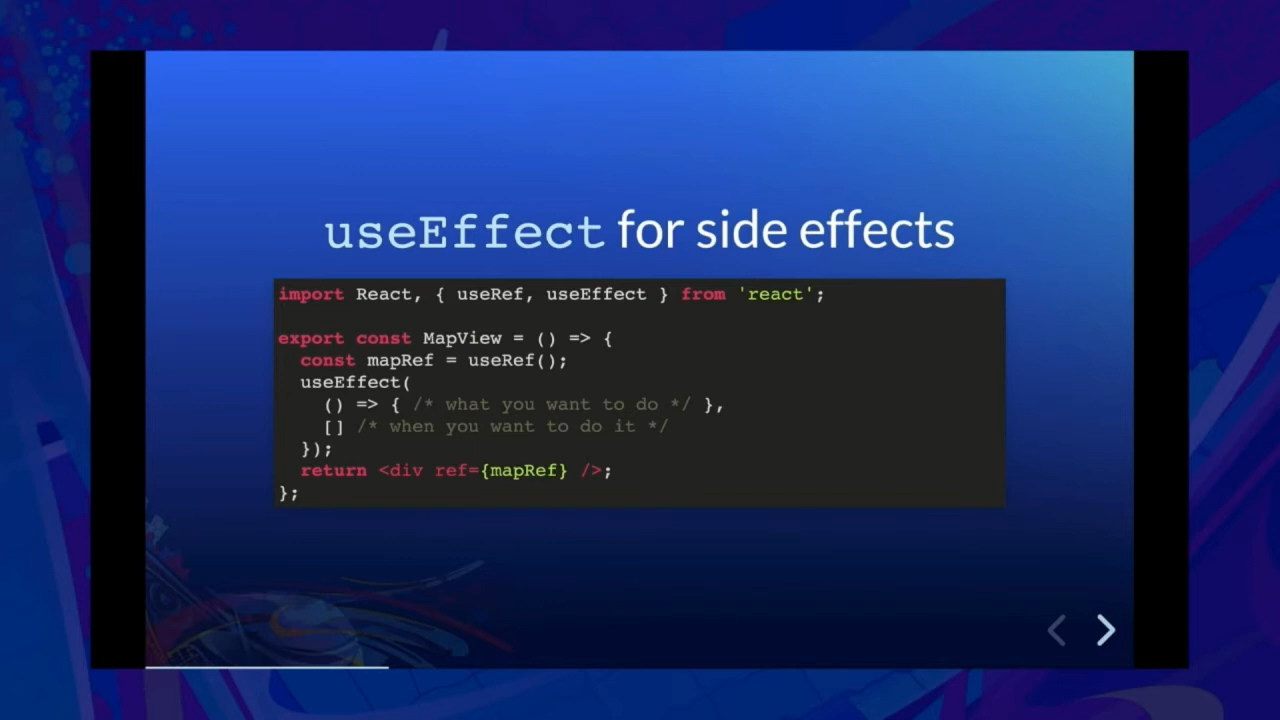 useEffect for side effects
import React, { useRef, useEffect } from 'react';
export const MapView = () => {
const mapRef = useRef();
useEffect(
() => { /* what you want to do */ },
[] /* when you want to do it */
});
return <div ref={mapRef} />;
};